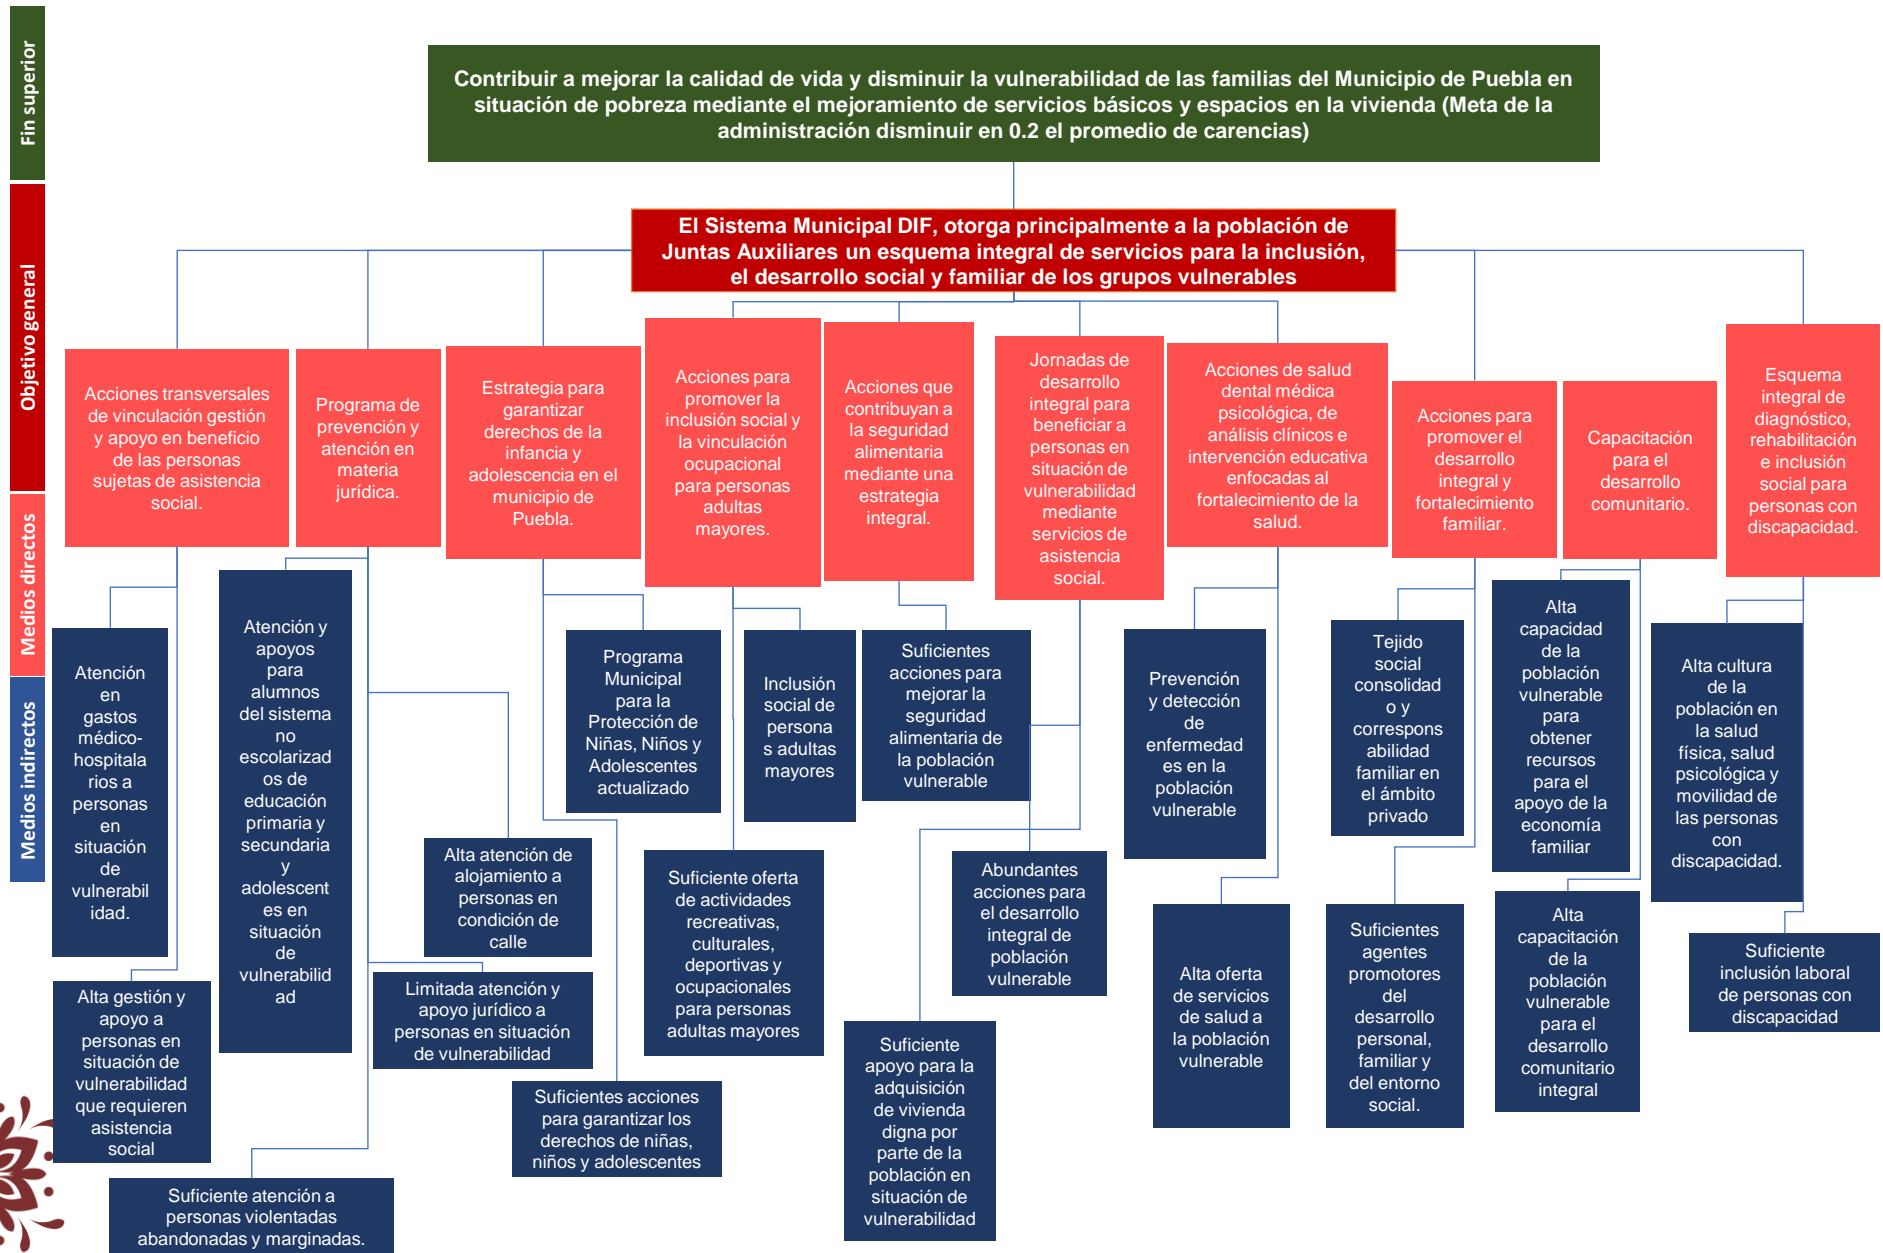 Fin superior
Contribuir a mejorar la calidad de vida y disminuir la vulnerabilidad de las familias del Municipio de Puebla en
situación de pobreza mediante el mejoramiento de servicios básicos y espacios en la vivienda (Meta de la
administración disminuir en 0.2 el promedio de carencias)
Objetivo general
El Sistema Municipal DIF, otorga principalmente a la población de
Juntas Auxiliares un esquema integral de servicios para la inclusión,
el desarrollo social y familiar de los grupos vulnerables
Medios directos
Acciones transversales
de vinculación gestión
y apoyo en beneficio
de las personas
sujetas de asistencia
social.
Programa de
prevención y
atención en
materia
jurídica.
Estrategia para
garantizar
derechos de la
infancia y
adolescencia en el
municipio de
Puebla.
Acciones para
promover la
inclusión social y
la vinculación
ocupacional
para personas
adultas
mayores.
Acciones que
contribuyan a
la seguridad
alimentaria
mediante una
estrategia
integral.
Jornadas de
desarrollo
integral para
beneficiar a
personas en
situación de
vulnerabilidad
mediante
servicios de
asistencia
social.
Acciones de salud
dental médica
psicológica, de
análisis clínicos e
intervención educativa
enfocadas al
fortalecimiento de la
salud.
Acciones para
promover el
desarrollo
integral y
fortalecimiento
familiar.
Capacitación
para el
desarrollo
comunitario.
Esquema
integral de
diagnóstico,
rehabilitación
e inclusión
social para
personas con
discapacidad.
Medios indirectos
Atención
en
gastos
médico-
hospitala
rios a
personas
en
situación
de
vulnerabil
idad.
Alta gestión y
apoyo a
personas en
situación de
vulnerabilidad
que requieren
asistencia
social
Atención y
apoyos
para
alumnos
del sistema
no
escolarizad
os de
educación
primaria y
secundaria
y
adolescent
es en
situación
de
vulnerabilid
ad
Alta atención de
alojamiento a
personas en
condición de
calle
Limitada atención y
apoyo jurídico a
personas en situación
de vulnerabilidad
Suficiente atención a
personas violentadas
abandonadas y marginadas.
Programa
Municipal
para la
Protección de
Niñas, Niños y
Adolescentes
actualizado
Suficientes acciones
para garantizar los
derechos de niñas,
niños y adolescentes
Inclusión
social de
persona
s adultas
mayores
Suficiente oferta
de actividades
recreativas,
culturales,
deportivas y
ocupacionales
para personas
adultas mayores
Suficientes
acciones para
mejorar la
seguridad
alimentaria de
la población
vulnerable
Abundantes
acciones para
el desarrollo
integral de
población
vulnerable
Suficiente
apoyo para la
adquisición
de vivienda
digna por
parte de la
población en
situación de
vulnerabilidad
Prevención
y detección
de
enfermedad
es en la
población
vulnerable
Alta oferta
de servicios
de salud a
la población
vulnerable
Tejido
social
consolidad
o y
correspons
abilidad
familiar en
el ámbito
privado
Suficientes
agentes
promotores
del
desarrollo
personal,
familiar y
del entorno
social.
Alta
capacidad
de la
población
vulnerable
para
obtener
recursos
para el
apoyo de la
economía
familiar
Alta
capacitación
de la
población
vulnerable
para el
desarrollo
comunitario
integral
Alta cultura
de la
población en
la salud
física, salud
psicológica y
movilidad de
las personas
con
discapacidad.
Suficiente
inclusión laboral
de personas con
discapacidad